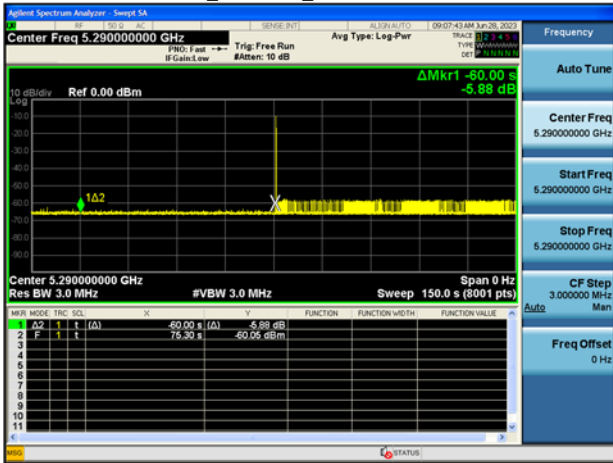 Agilent Spectrum Analyzer - Swept SA
RF 50 Ω AC SENSE:INT ALIGN AUTO 09:07:43 AM Jun 28, 2023
Center Freq 5.290000000 GHz
PNO: Fast
IFGain:Low
Trig: Free Run
#Atten: 10 dB
Avg Type: Log-Pwr
TRACE 1 2 3 4 5 6
TYPE
DET P N N N N N
ΔMkr1 -60.00 s
-5.88 dB
10 dB/div Ref 0.00 dBm
Log
-10.0
-20.0
-30.0
-40.0
-50.0
-60.0
-70.0
-80.0
-90.0
1Δ2
Center 5.290000000 GHz Span 0 Hz
Res BW 3.0 MHz #VBW 3.0 MHz Sweep 150.0 s (8001 pts)
MKR MODE TRC SCL X Y FUNCTION FUNCTION WIDTH FUNCTION VALUE
1 Δ2 1 t (Δ) -60.00 s (Δ) -5.88 dB
2 F 1 t 75.30 s -60.05 dBm
3
4
5
6
7
8
9
10
11
MSG STATUS
Frequency
Auto Tune
Center Freq
5.290000000 GHz
Start Freq
5.290000000 GHz
Stop Freq
5.290000000 GHz
CF Step
3.000000 MHz
Auto Man
Freq Offset
0 Hz